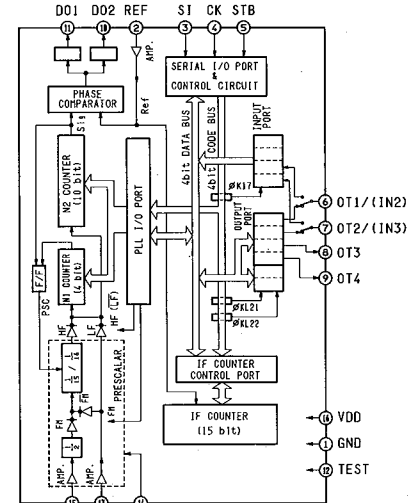 DO1 DO2 REF SI CK STB
11 10 2 3 4 5
AMP.
SERIAL I/O PORT
&
CONTROL CIRCUIT
PHASE
COMPARATOR
Ref
Sig
4bit DATA BUS
4bit CODE BUS
INPUT
PORT
N2 COUNTER
(10 bit)
PLL I/O PORT
ØK17
OUTPUT
PORT
6 OT1/(IN2)
7 OT2/(IN3)
8 OT3
9 OT4
F/F
PSC
N1 COUNTER
(4 bit)
HF
LF
HF (LF)
ØKL21
ØKL22
1/15 / 1/16
PRESCALAR
FM
FM
FM
1/2
AMP.
AMP.
IF COUNTER
CONTROL PORT
IF COUNTER
(15 bit)
16 VDD
1 GND
12 TEST